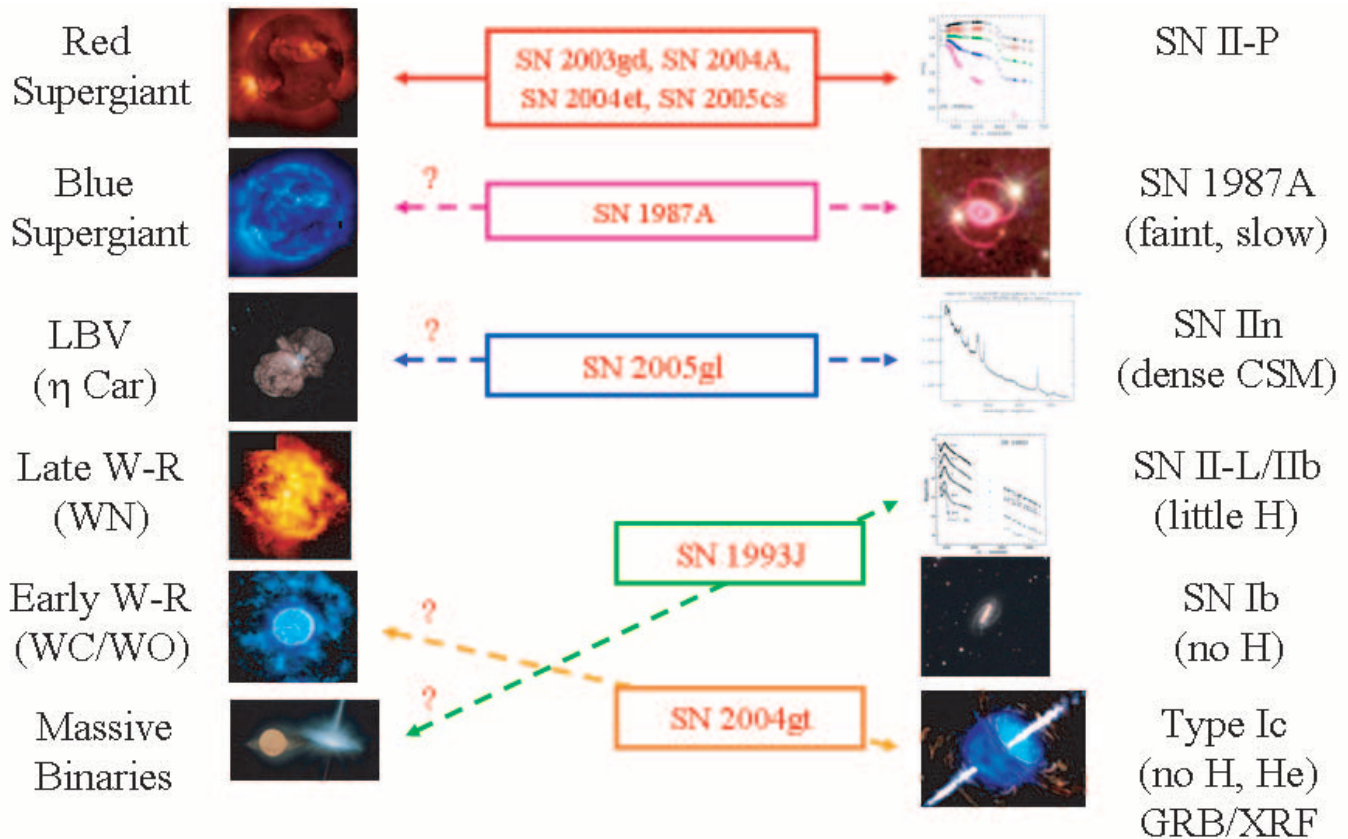 Red
Supergiant
SN 2003gd, SN 2004A,
SN 2004et, SN 2005cs
SN II-P
Blue
Supergiant
?
SN 1987A
SN 1987A
(faint, slow)
LBV
(η Car)
?
SN 2005gl
SN IIn
(dense CSM)
Late W-R
(WN)
SN 1993J
SN II-L/IIb
(little H)
Early W-R
(WC/WO)
?
SN Ib
(no H)
Massive
Binaries
?
SN 2004gt
Type Ic
(no H, He)
GRB/XRF